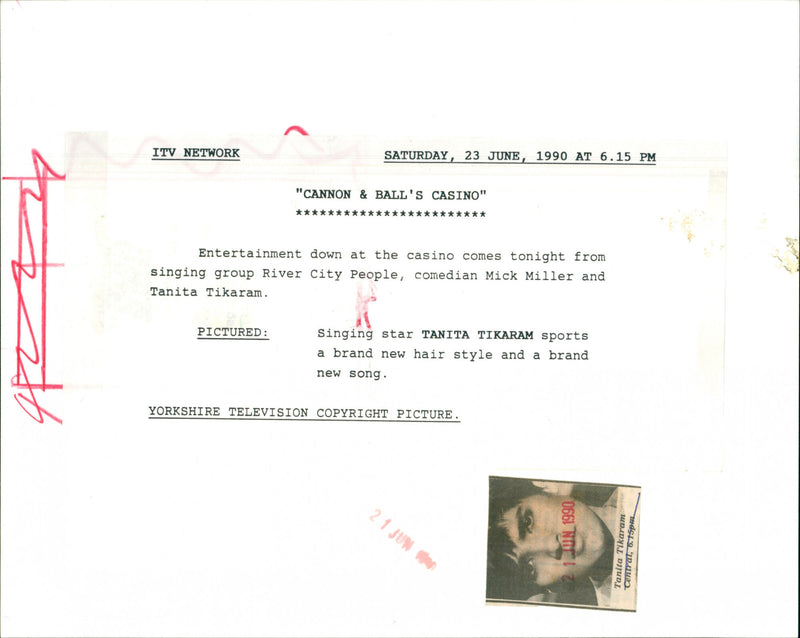 ITV NETWORK SATURDAY, 23 JUNE, 1990 AT 6.15 PM
"CANNON & BALL'S CASINO"
*************************
Entertainment down at the casino comes tonight from
singing group River City People, comedian Mick Miller and
Tanita Tikaram.
PICTURED: Singing star TANITA TIKARAM sports
a brand new hair style and a brand
new song.
YORKSHIRE TELEVISION COPYRIGHT PICTURE.
21 JUN 1990
21 JUN 1990
Tanita Tikaram
Central, 6.15pm